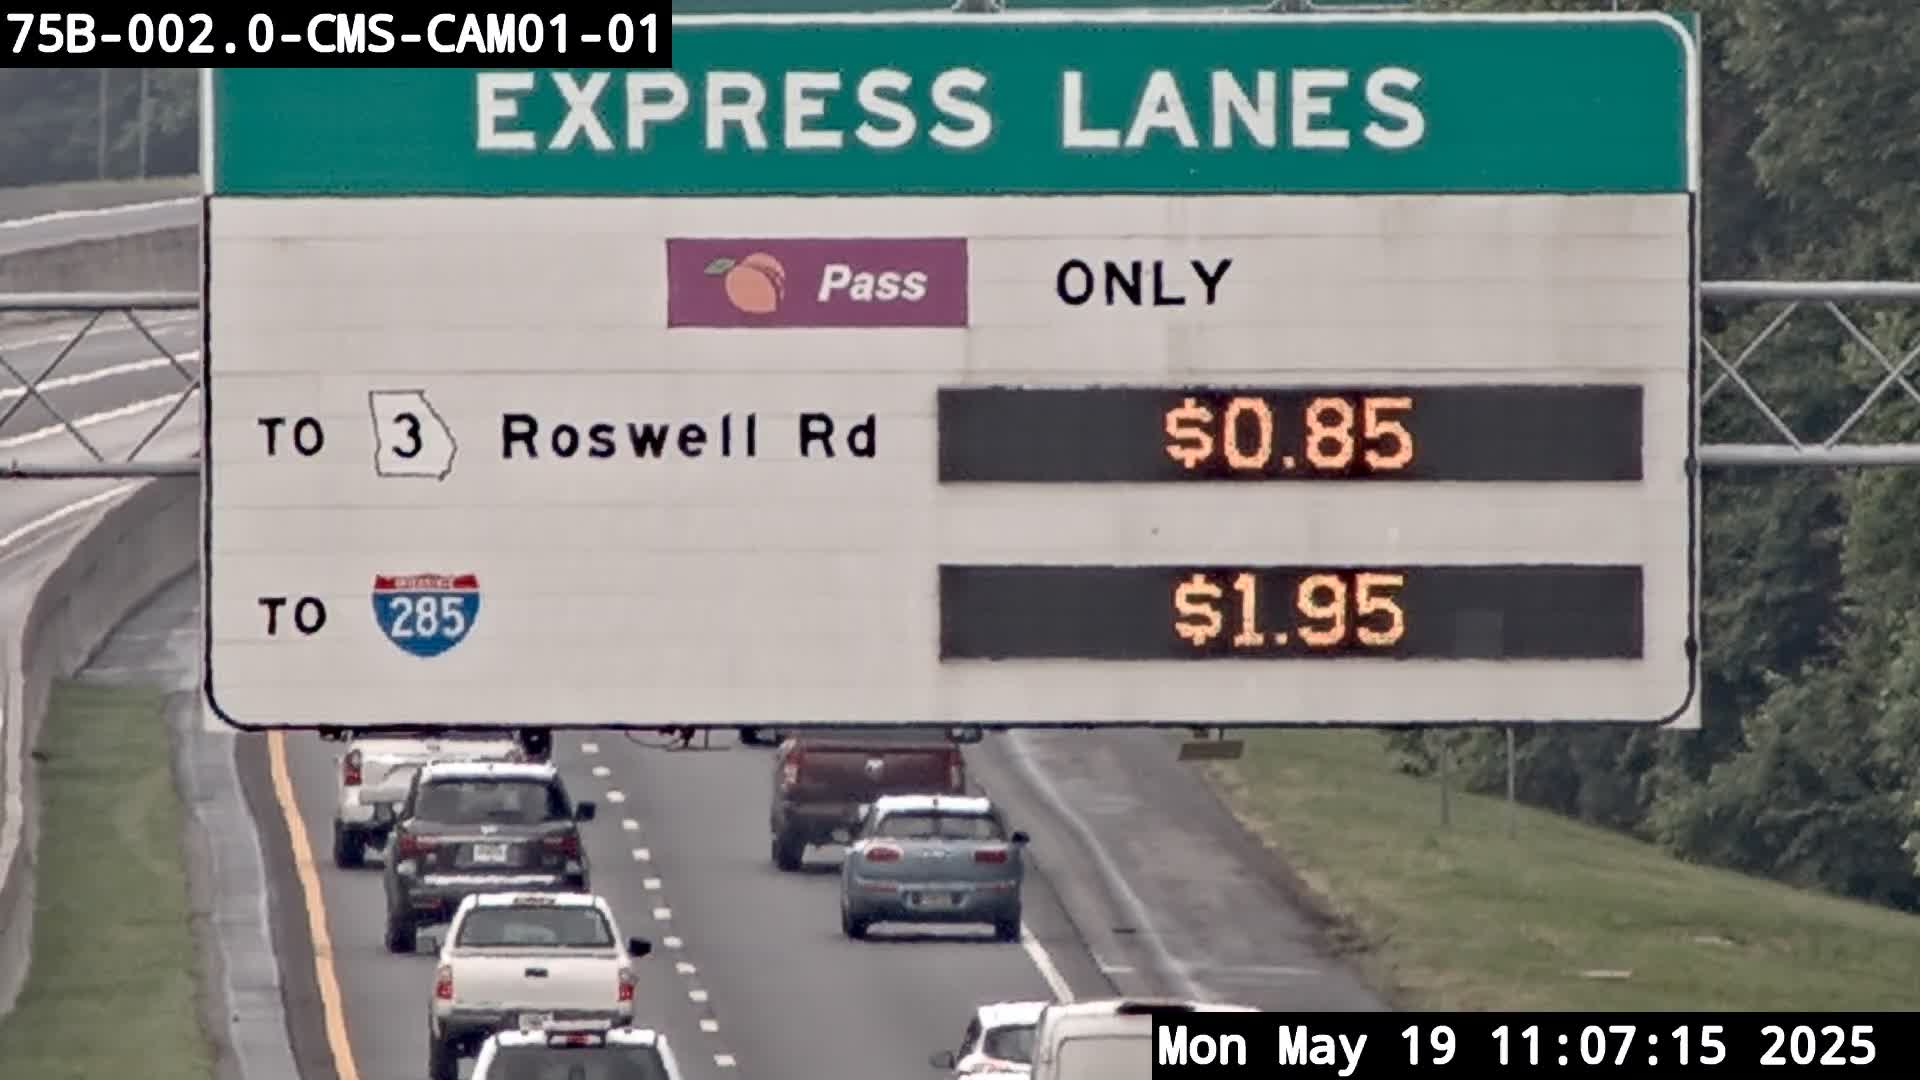 75B-002.0-CMS-CAM01-01
EXPRESS LANES
Pass ONLY
TO 3 Roswell Rd $0.85
TO 285 $1.95
Mon May 19 11:07:15 2025